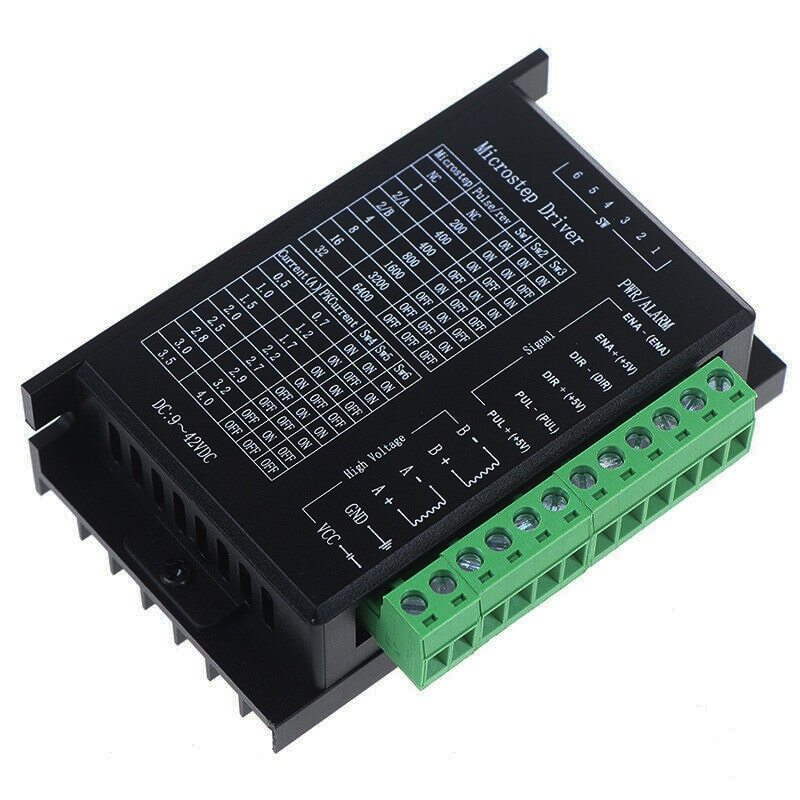 6 5 4 3 2 1
SW
Microstep Driver
PWR/ALARM
Microstep Pulse/rev Sw1 Sw2 Sw3
NC NC ON ON ON
1 200 ON ON OFF
2/A 400 ON OFF ON
2/B 400 OFF ON ON
4 800 ON OFF OFF
8 1600 OFF ON OFF
16 3200 OFF OFF ON
32 6400 OFF OFF OFF
Current(A) PKCurrent Sw4 Sw5 Sw6
0.5 0.7 ON ON ON
1.0 1.2 ON OFF ON
1.5 1.7 ON ON OFF
2.0 2.2 ON OFF OFF
2.5 2.7 OFF ON ON
2.8 2.9 OFF OFF ON
3.0 3.2 OFF ON OFF
3.5 4.0 OFF OFF OFF
DC:9~42VDC
Signal
ENA-(ENA)
ENA+(+5V)
DIR-(DIR)
DIR+(+5V)
PUL-(PUL)
PUL+(+5V)
High Voltage
B-
B+
A-
A+
GND
VCC